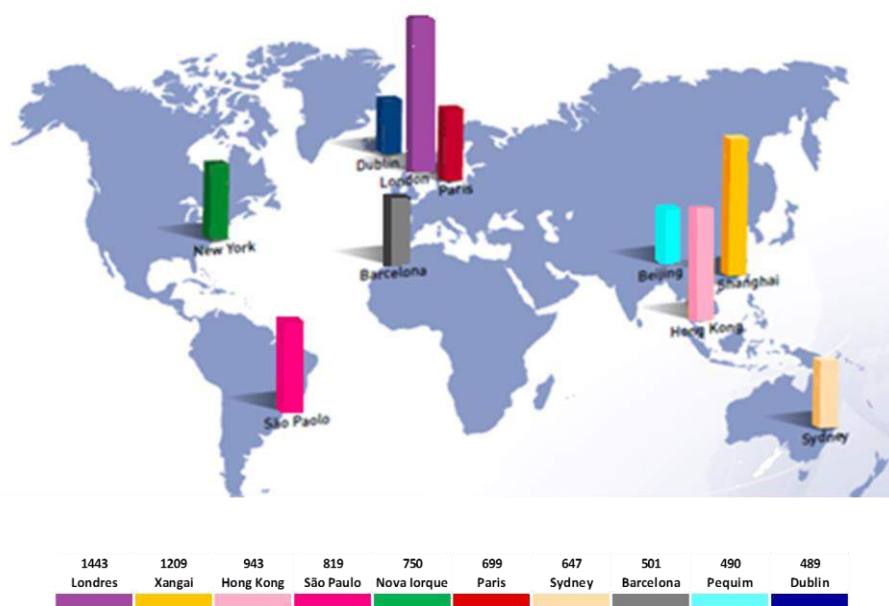 Dublin
London
Paris
New York
Barcelona
Beijing
Shanghai
Hong Kong
São Paolo
Sydney
1443 1209 943 819 750 699 647 501 490 489
Londres Xangai Hong Kong São Paulo Nova Iorque Paris Sydney Barcelona Pequim Dublin